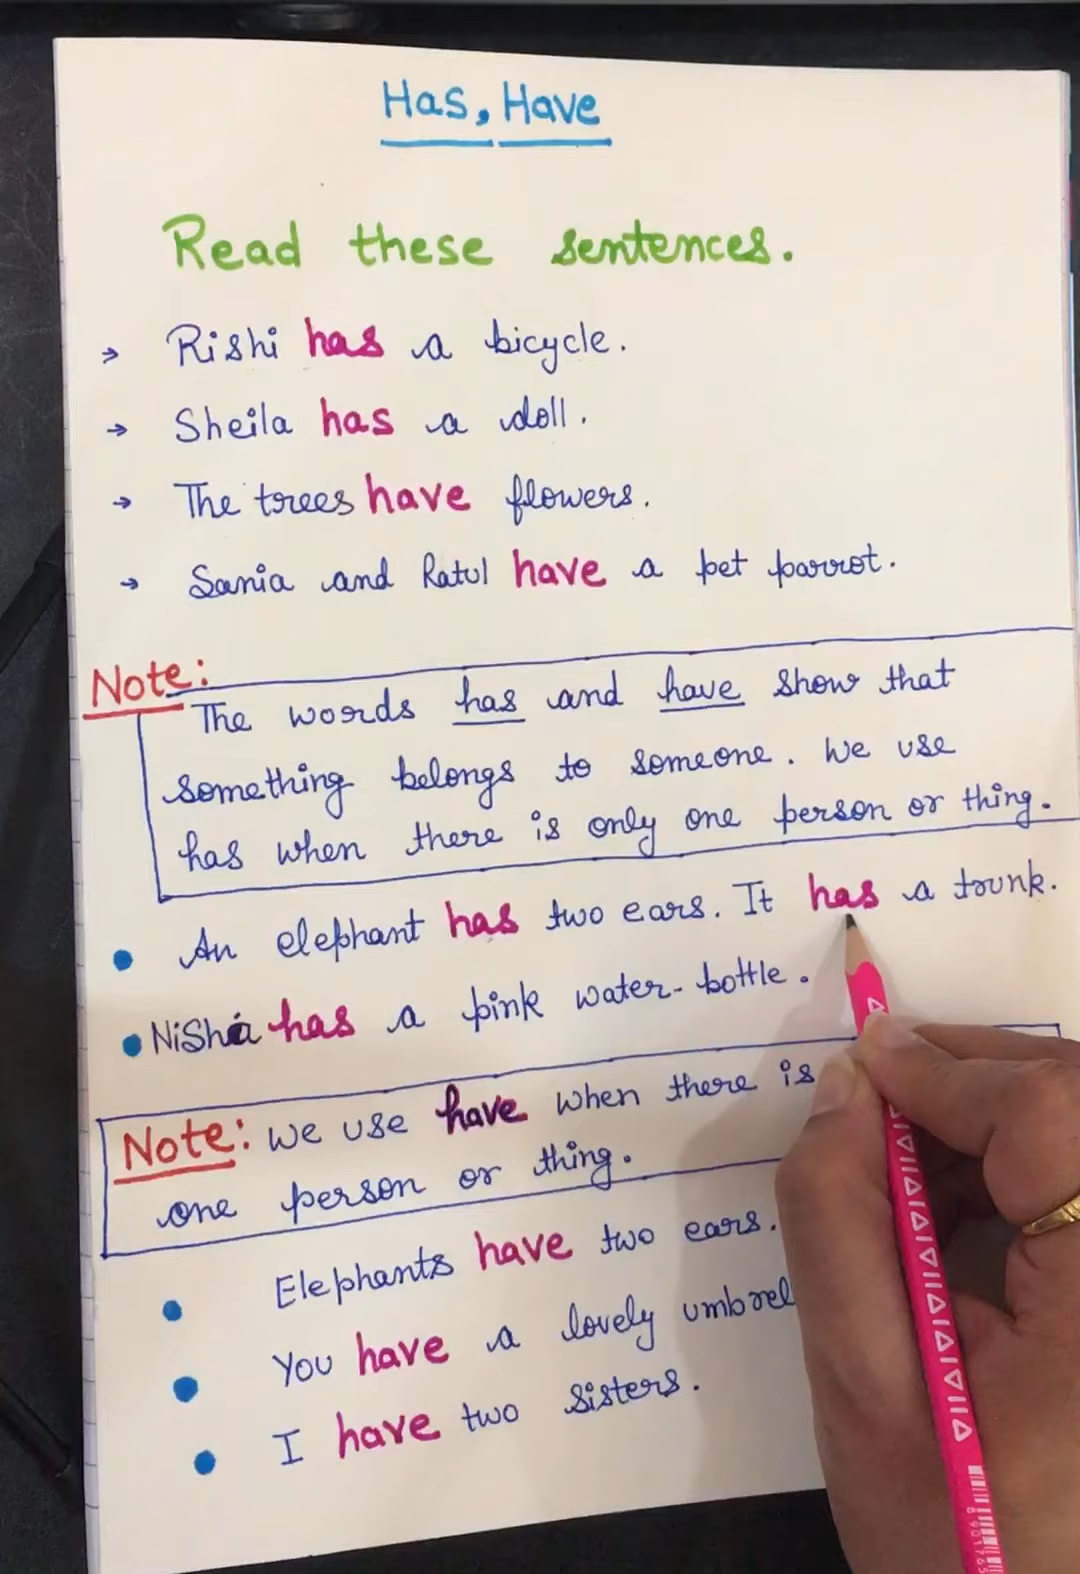 Has, Have
Read these sentences.
→ Rishi has a bicycle.
→ Sheila has a doll.
→ The trees have flowers.
→ Sania and Ratul have a pet parrot.
Note:
The words has and have show that
something belongs to someone. We use
has when there is only one person or thing.
• An elephant has two ears. It has a trunk.
• Nisha has a pink water-bottle.
Note: We use have when there is
one person or thing.
• Elephants have two ears.
• You have a lovely
• I have two sisters.